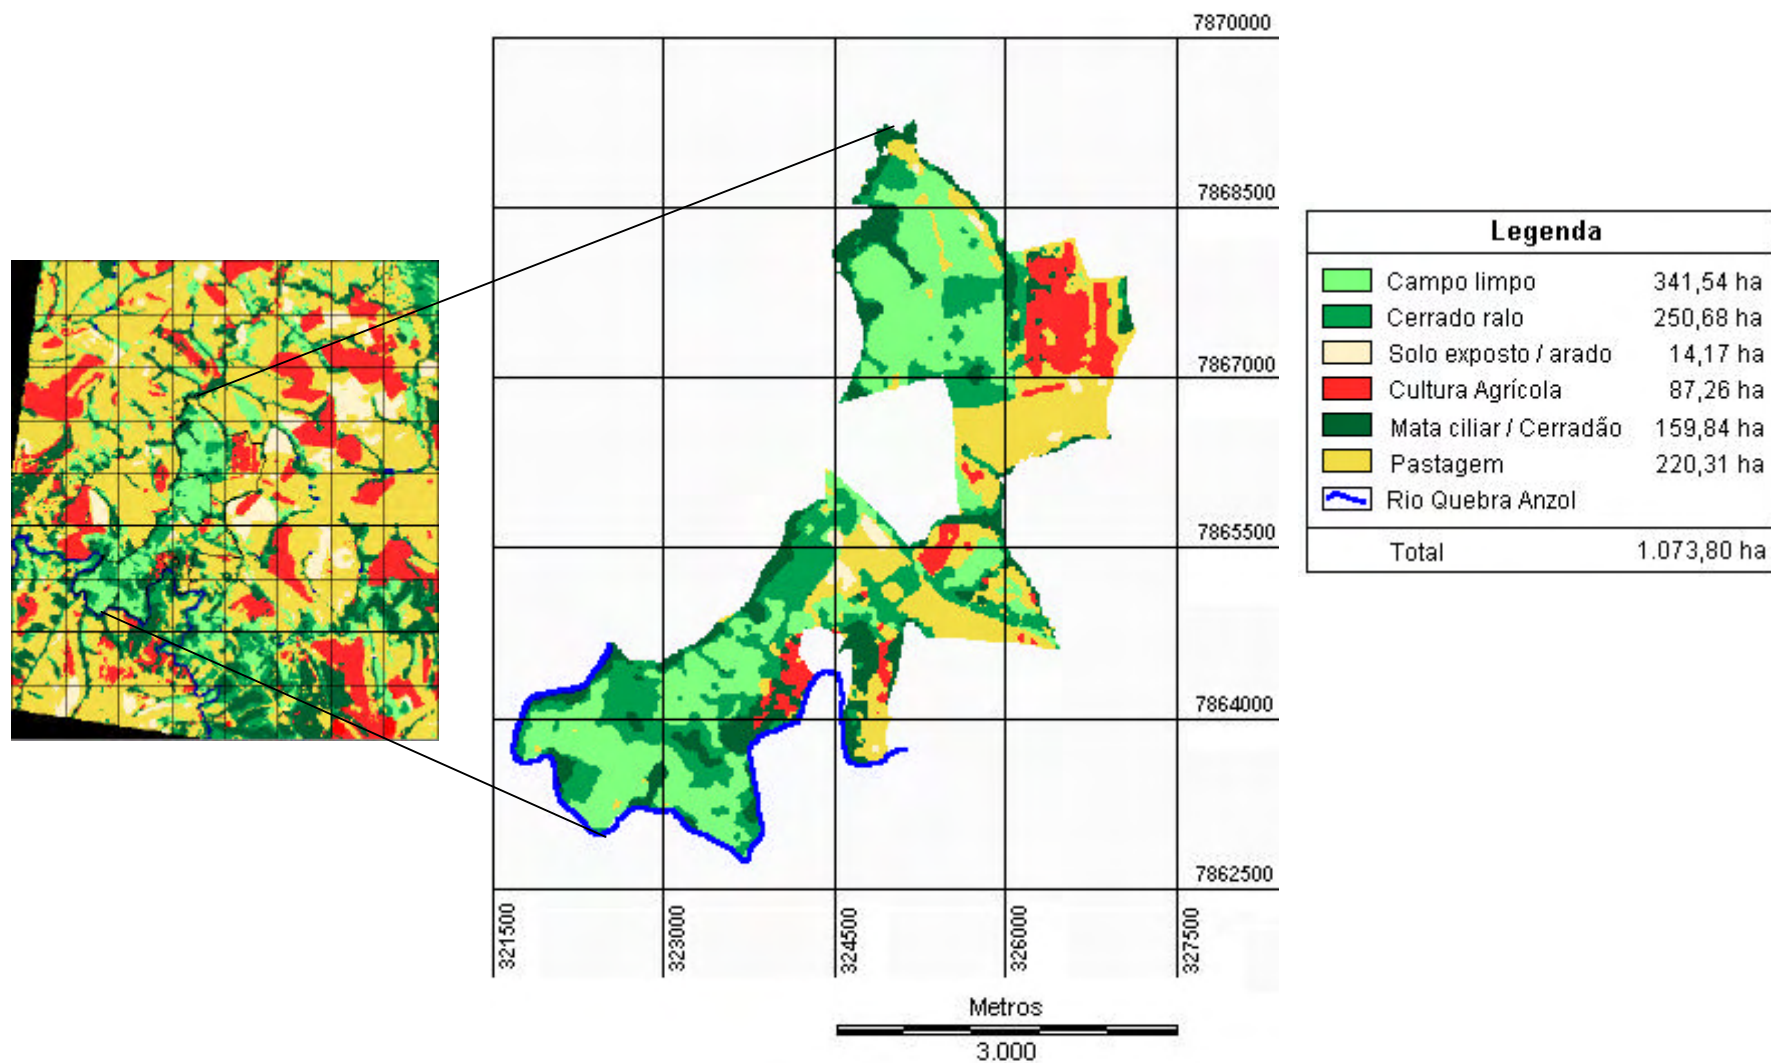 7870000
7868500
7867000
7865500
7864000
7862500
321500
323000
324500
326000
327500
Metros
3.000
Legenda
Campo limpo 341,54 ha
Cerrado ralo 250,68 ha
Solo exposto / arado 14,17 ha
Cultura Agrícola 87,26 ha
Mata ciliar / Cerradão 159,84 ha
Pastagem 220,31 ha
Rio Quebra Anzol
Total 1.073,80 ha